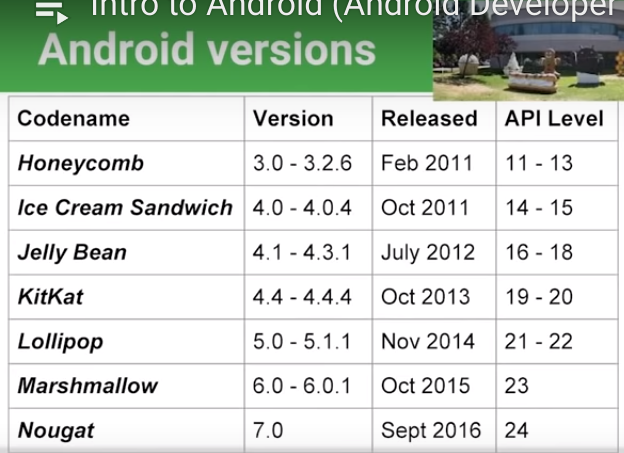 Intro to Android (Android Developer
Android versions
Codename Version Released API Level
Honeycomb 3.0 - 3.2.6 Feb 2011 11 - 13
Ice Cream Sandwich 4.0 - 4.0.4 Oct 2011 14 - 15
Jelly Bean 4.1 - 4.3.1 July 2012 16 - 18
KitKat 4.4 - 4.4.4 Oct 2013 19 - 20
Lollipop 5.0 - 5.1.1 Nov 2014 21 - 22
Marshmallow 6.0 - 6.0.1 Oct 2015 23
Nougat 7.0 Sept 2016 24